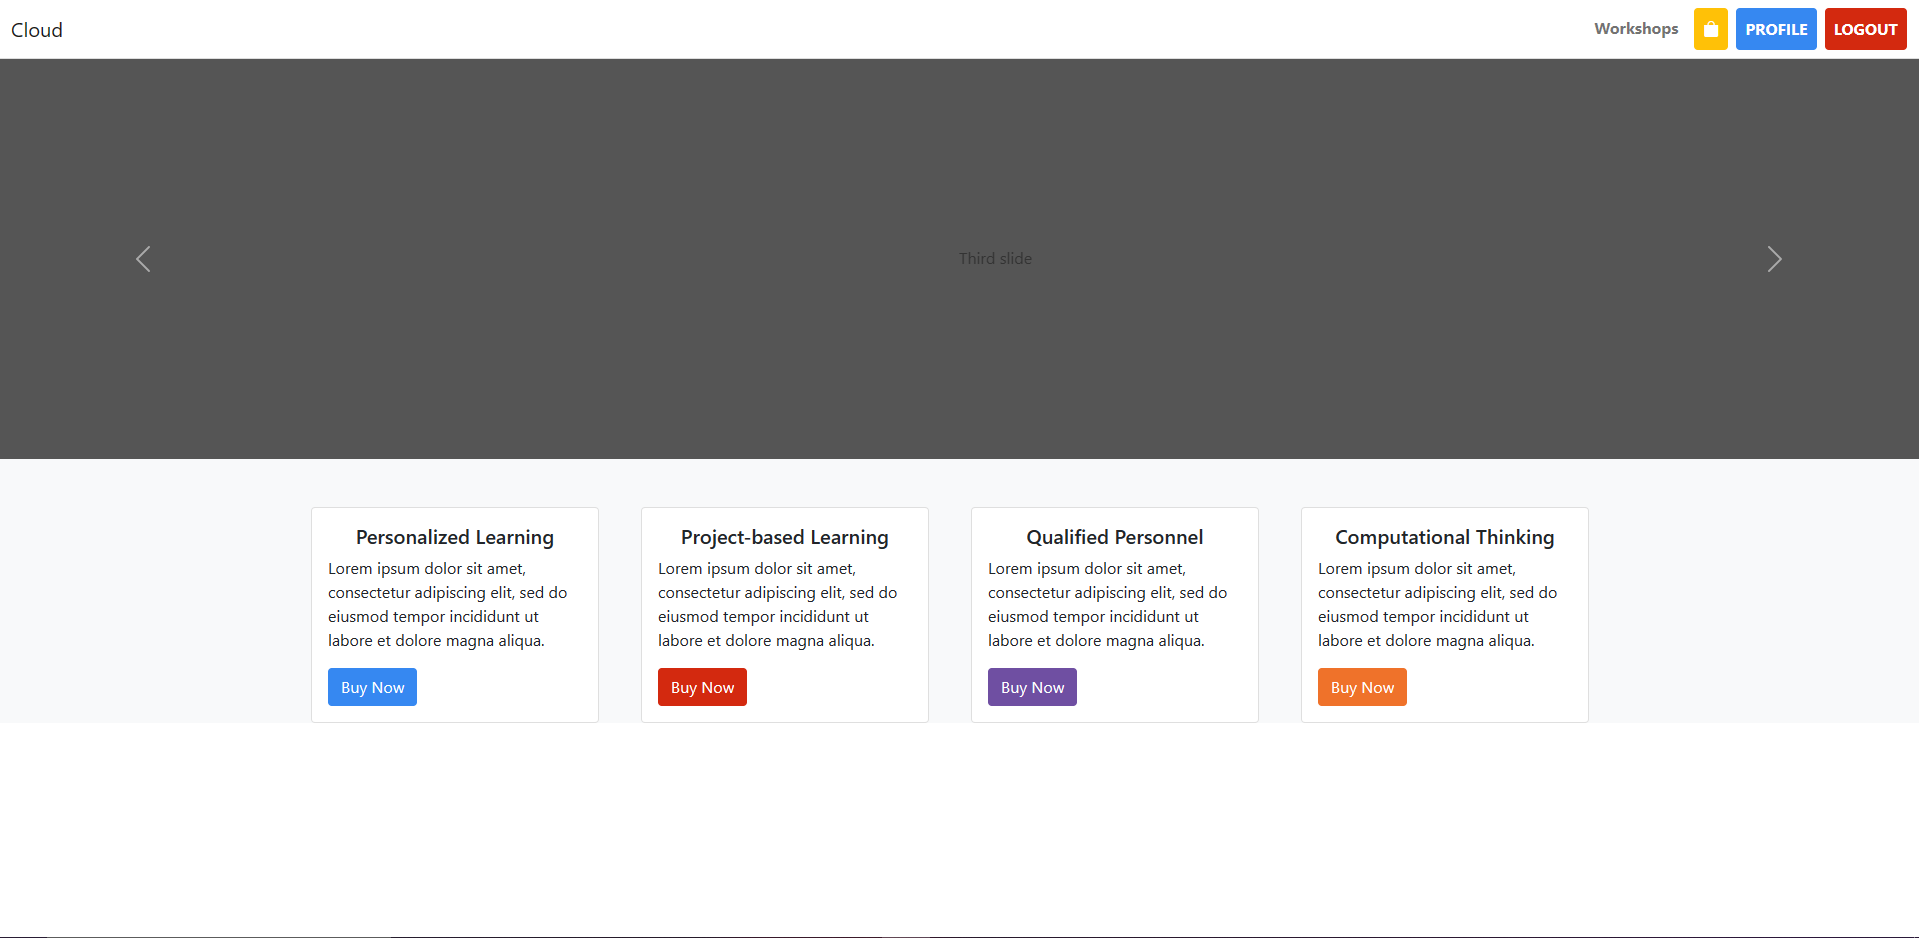 Cloud
Workshops
PROFILE
LOGOUT
Third slide
Personalized Learning
Lorem ipsum dolor sit amet,
consectetur adipiscing elit, sed do
eiusmod tempor incididunt ut
labore et dolore magna aliqua.
Buy Now
Project-based Learning
Lorem ipsum dolor sit amet,
consectetur adipiscing elit, sed do
eiusmod tempor incididunt ut
labore et dolore magna aliqua.
Buy Now
Qualified Personnel
Lorem ipsum dolor sit amet,
consectetur adipiscing elit, sed do
eiusmod tempor incididunt ut
labore et dolore magna aliqua.
Buy Now
Computational Thinking
Lorem ipsum dolor sit amet,
consectetur adipiscing elit, sed do
eiusmod tempor incididunt ut
labore et dolore magna aliqua.
Buy Now